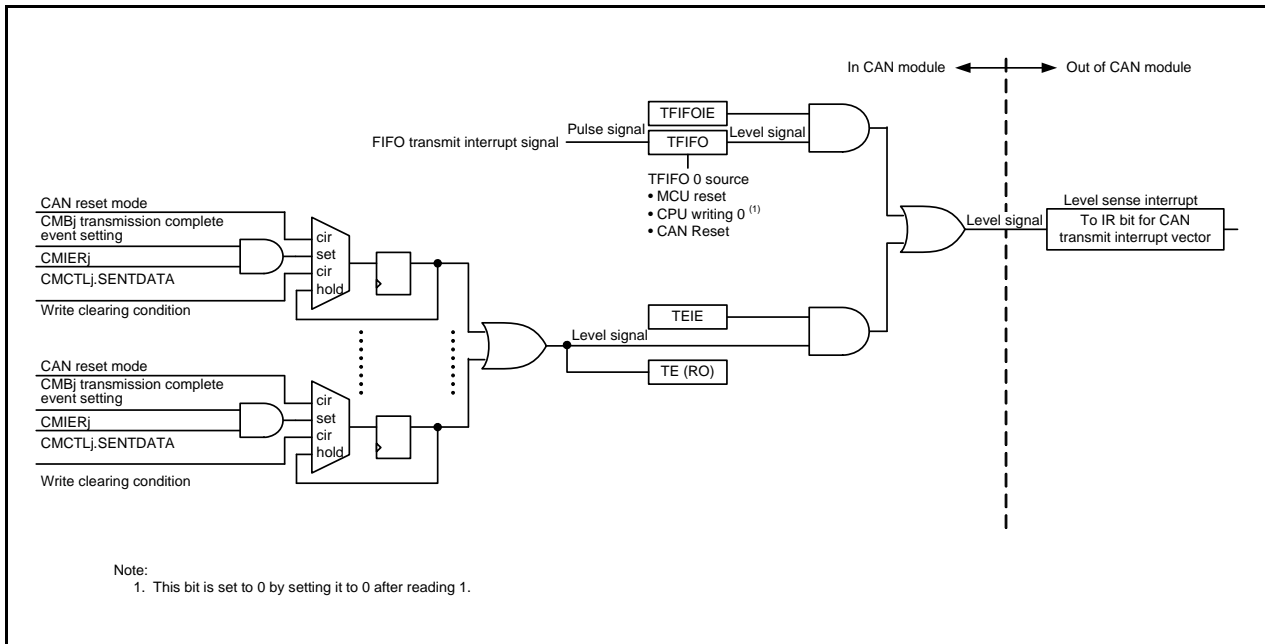 In CAN module
Out of CAN module
TFIFOIE
Pulse signal
Level signal
FIFO transmit interrupt signal
TFIFO
TFIFO 0 source
• MCU reset
• CPU writing 0 (1)
• CAN Reset
Level signal
Level sense interrupt
To IR bit for CAN
transmit interrupt vector
CAN reset mode
CMBj transmission complete
event setting
CMIERj
CMCTLj.SENTDATA
Write clearing condition
cir
set
cir
hold
TEIE
Level signal
TE (RO)
CAN reset mode
CMBj transmission complete
event setting
CMIERj
CMCTLj.SENTDATA
Write clearing condition
cir
set
cir
hold
Note:
1. This bit is set to 0 by setting it to 0 after reading 1.